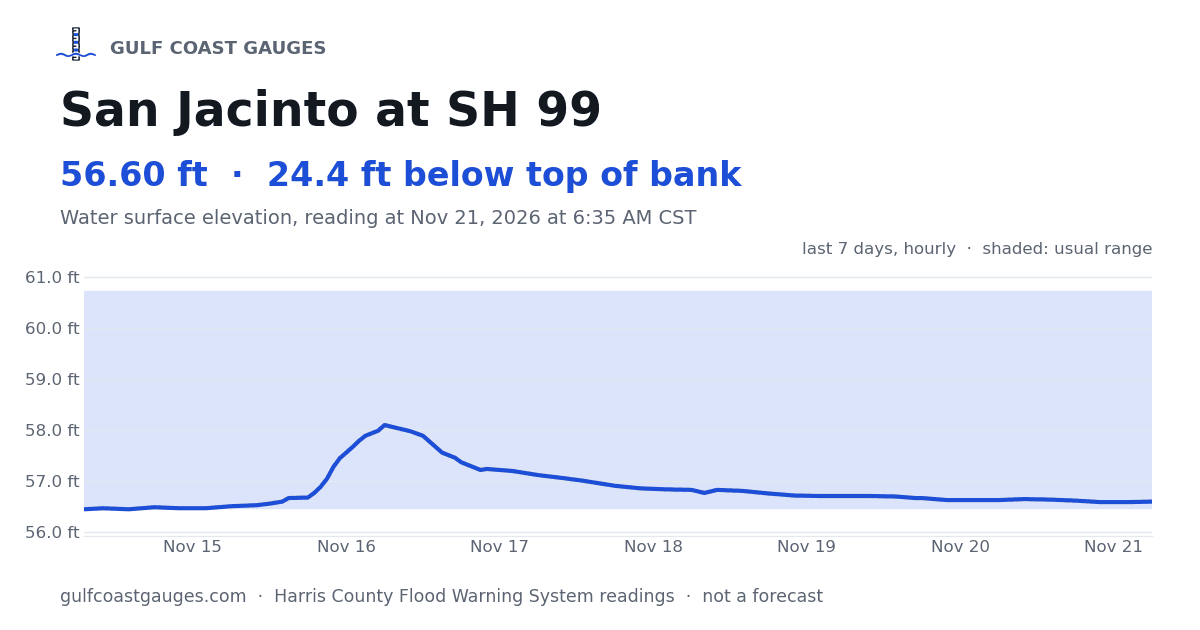 GULF COAST GAUGES
San Jacinto at SH 99
56.60 ft · 24.4 ft below top of bank
Water surface elevation, reading at Nov 21, 2026 at 6:35 AM CST
last 7 days, hourly · shaded: usual range
61.0 ft
60.0 ft
59.0 ft
58.0 ft
57.0 ft
56.0 ft
Nov 15 Nov 16 Nov 17 Nov 18 Nov 19 Nov 20 Nov 21
gulfcoastgauges.com · Harris County Flood Warning System readings · not a forecast